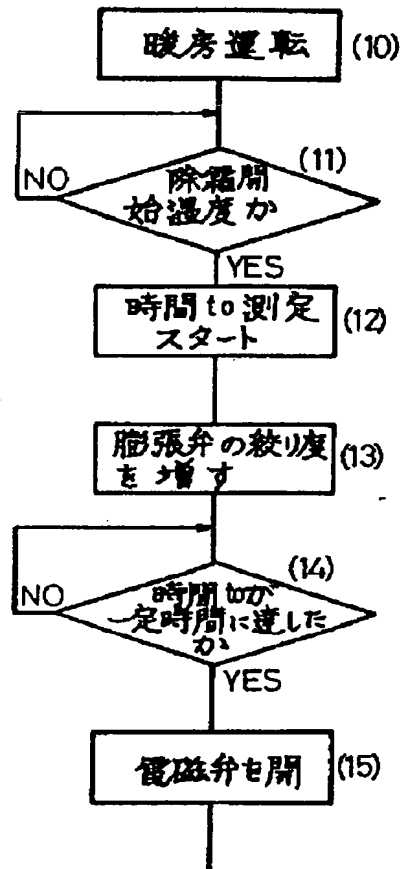 暖房運転 (10)
NO
除霜開 (11)
始温度か
YES
時間to測定 (12)
スタート
膨張弁の絞り度 (13)
を増す
NO
時間toが (14)
一定時間に達した
か
YES
電磁弁を開 (15)